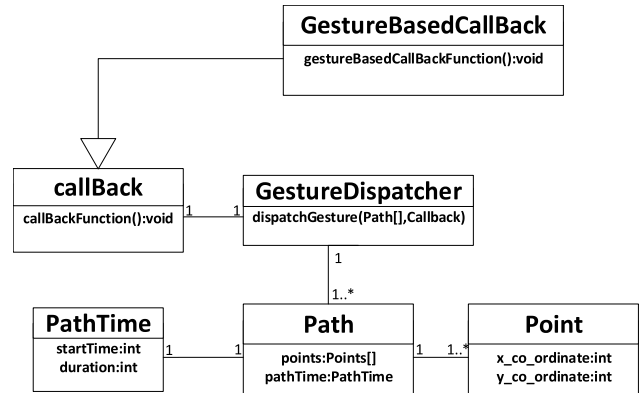 GestureBasedCallBack
gestureBasedCallBackFunction():void
callBack
callBackFunction():void
1
1
GestureDispatcher
dispatchGesture(Path[],Callback)
1
1..*
PathTime
startTime:int
duration:int
1
1
Path
points:Points[]
pathTime:PathTime
1
1..*
Point
x_co_ordinate:int
y_co_ordinate:int